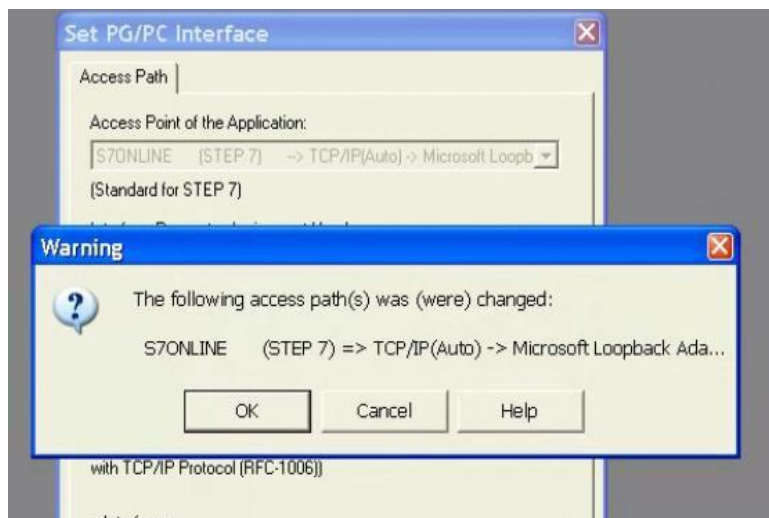 Set PG/PC Interface
Access Path
Access Point of the Application:
S7ONLINE (STEP 7) --> TCP/IP(Auto) -> Microsoft Loopb
(Standard for STEP 7)
Warning
The following access path(s) was (were) changed:
S7ONLINE (STEP 7) => TCP/IP(Auto) -> Microsoft Loopback Ada...
OK Cancel Help
with TCP/IP Protocol (RFC-1006))